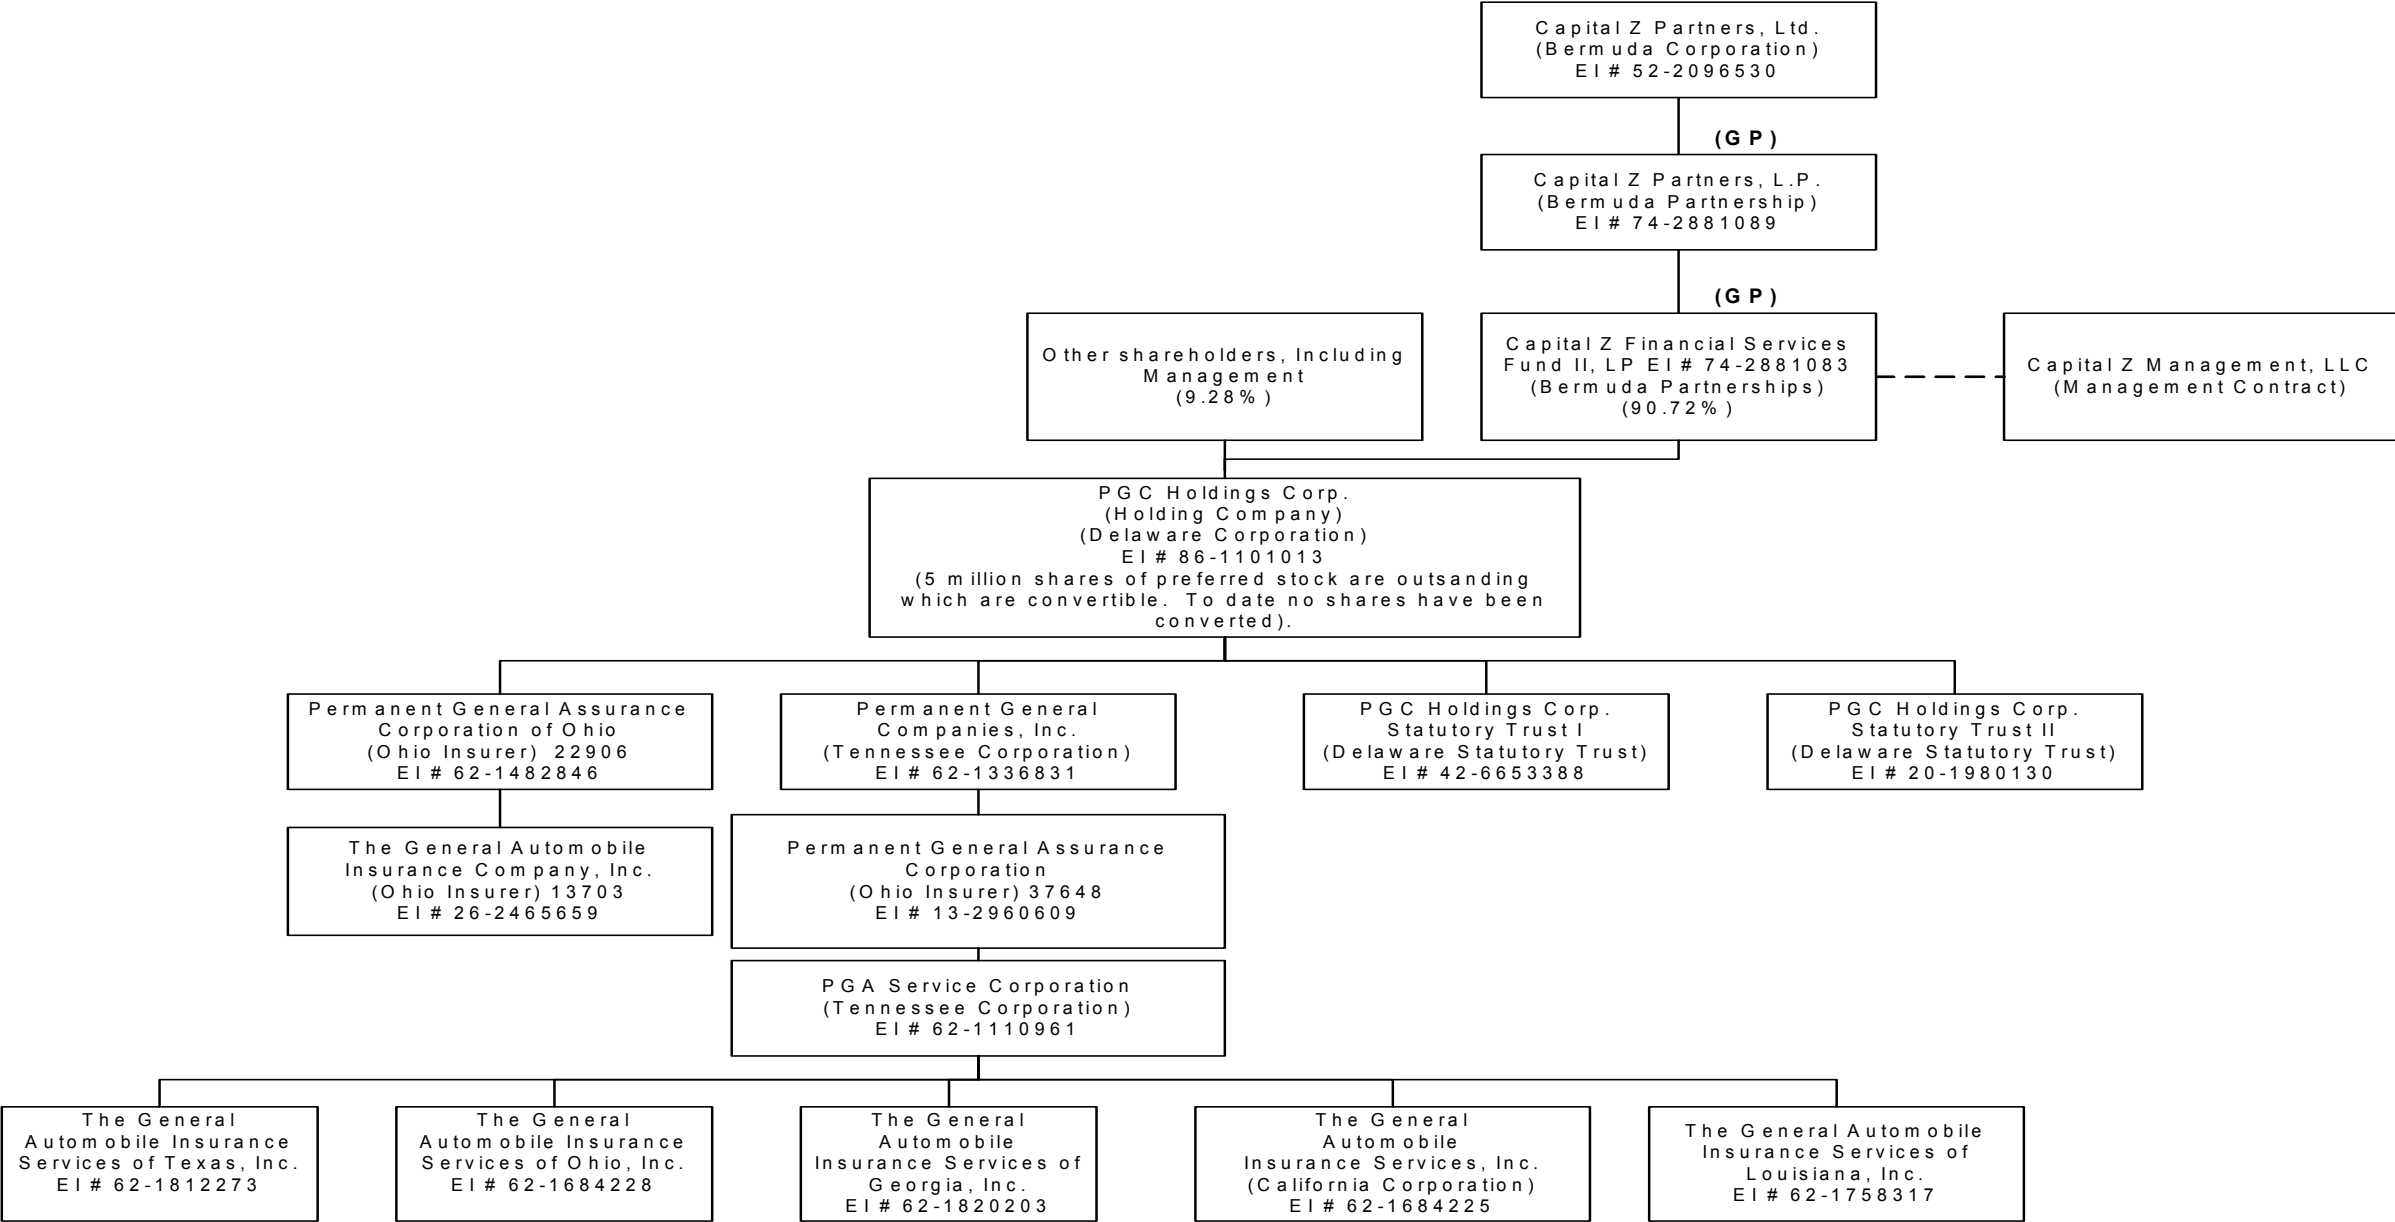 Capital Z Partners, Ltd.
(Bermuda Corporation)
EI # 52-2096530
(GP)
Capital Z Partners, L.P.
(Bermuda Partnership)
EI # 74-2881089
(GP)
Other shareholders, Including
Management
(9.28%)
Capital Z Financial Services
Fund II, LP EI # 74-2881083
(Bermuda Partnerships)
(90.72%)
Capital Z Management, LLC
(Management Contract)
PGC Holdings Corp.
(Holding Company)
(Delaware Corporation)
EI # 86-1101013
(5 million shares of preferred stock are outsanding
which are convertible. To date no shares have been
converted).
Permanent General Assurance
Corporation of Ohio
(Ohio Insurer) 22906
EI # 62-1482846
Permanent General
Companies, Inc.
(Tennessee Corporation)
EI # 62-1336831
PGC Holdings Corp.
Statutory Trust I
(Delaware Statutory Trust)
EI # 42-6653388
PGC Holdings Corp.
Statutory Trust II
(Delaware Statutory Trust)
EI # 20-1980130
The General Automobile
Insurance Company, Inc.
(Ohio Insurer) 13703
EI # 26-2465659
Permanent General Assurance
Corporation
(Ohio Insurer) 37648
EI # 13-2960609
PGA Service Corporation
(Tennessee Corporation)
EI # 62-1110961
The General
Automobile Insurance
Services of Texas, Inc.
EI # 62-1812273
The General
Automobile Insurance
Services of Ohio, Inc.
EI # 62-1684228
The General
Automobile
Insurance Services of
Georgia, Inc.
EI # 62-1820203
The General
Automobile
Insurance Services, Inc.
(California Corporation)
EI # 62-1684225
The General Automobile
Insurance Services of
Louisiana, Inc.
EI # 62-1758317